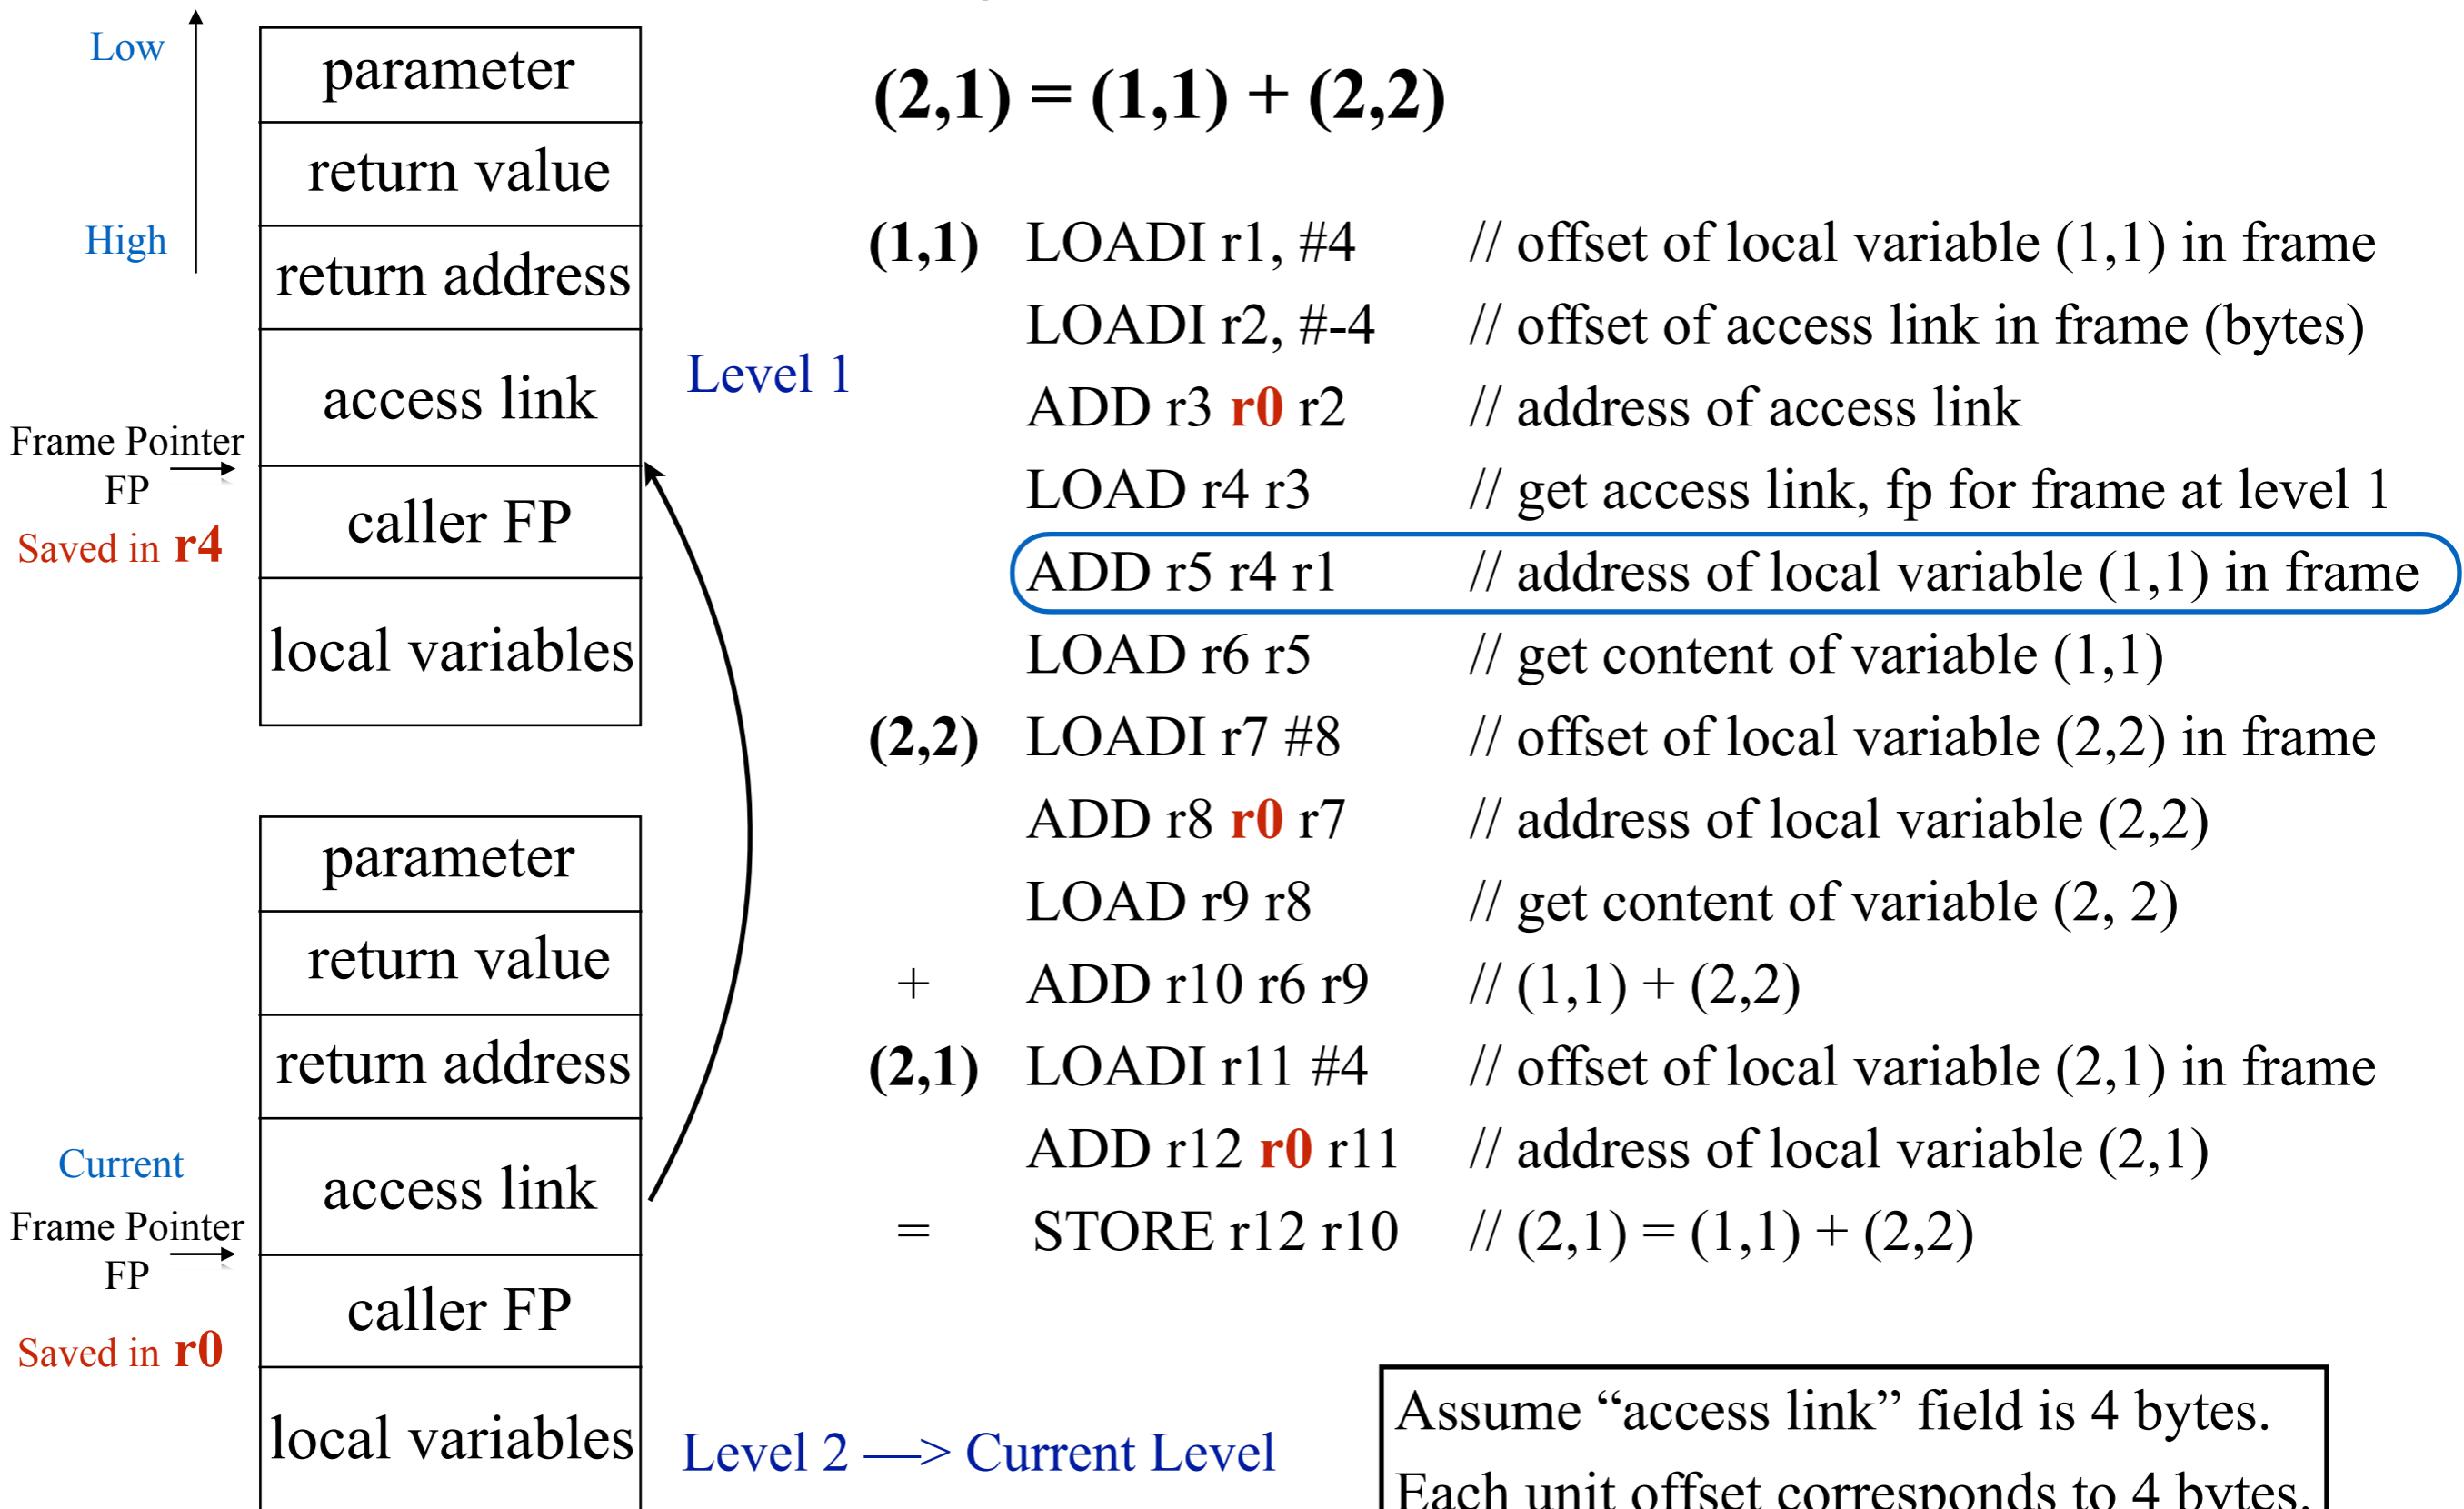 Low
High
parameter
return value
return address
access link
caller FP
local variables
Frame Pointer
FP
Saved in r4
Level 1
parameter
return value
return address
access link
caller FP
local variables
Current
Frame Pointer
FP
Saved in r0
Level 2 —> Current Level
(2,1) = (1,1) + (2,2)
(1,1) LOADI r1, #4 // offset of local variable (1,1) in frame
LOADI r2, #-4 // offset of access link in frame (bytes)
ADD r3 r0 r2 // address of access link
LOAD r4 r3 // get access link, fp for frame at level 1
ADD r5 r4 r1 // address of local variable (1,1) in frame
LOAD r6 r5 // get content of variable (1,1)
(2,2) LOADI r7 #8 // offset of local variable (2,2) in frame
ADD r8 r0 r7 // address of local variable (2,2)
LOAD r9 r8 // get content of variable (2, 2)
+ ADD r10 r6 r9 // (1,1) + (2,2)
(2,1) LOADI r11 #4 // offset of local variable (2,1) in frame
ADD r12 r0 r11 // address of local variable (2,1)
= STORE r12 r10 // (2,1) = (1,1) + (2,2)
Assume “access link” field is 4 bytes.
Each unit offset corresponds to 4 bytes.